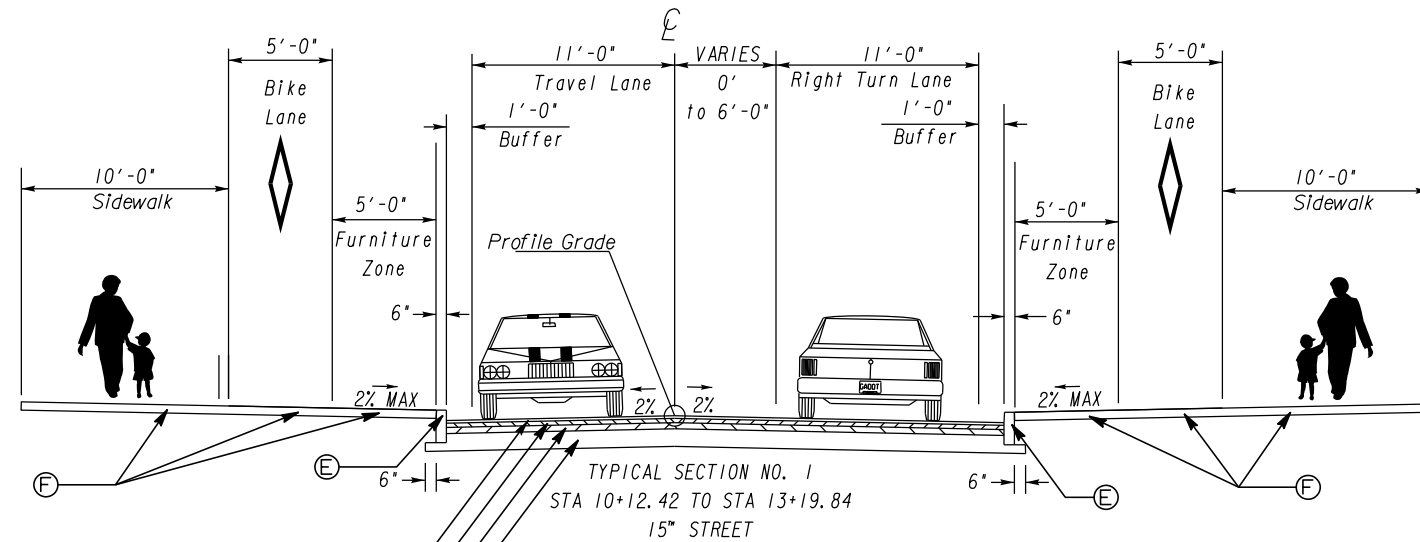 ℄
5'-0"
11'-0"
VARIES
11'-0"
5'-0"
Bike
Lane
Travel Lane
0'
to 6'-0"
Right Turn Lane
Bike
Lane
1'-0"
Buffer
1'-0"
Buffer
10'-0"
Sidewalk
5'-0"
Furniture
Zone
Profile Grade
5'-0"
Furniture
Zone
10'-0"
Sidewalk
6"
6"
GADOT
2% MAX
2%
2%
2% MAX
E
F
6"
6"
E
F
TYPICAL SECTION NO. 1
STA 10+12.42 TO STA 13+19.84
15TH STREET